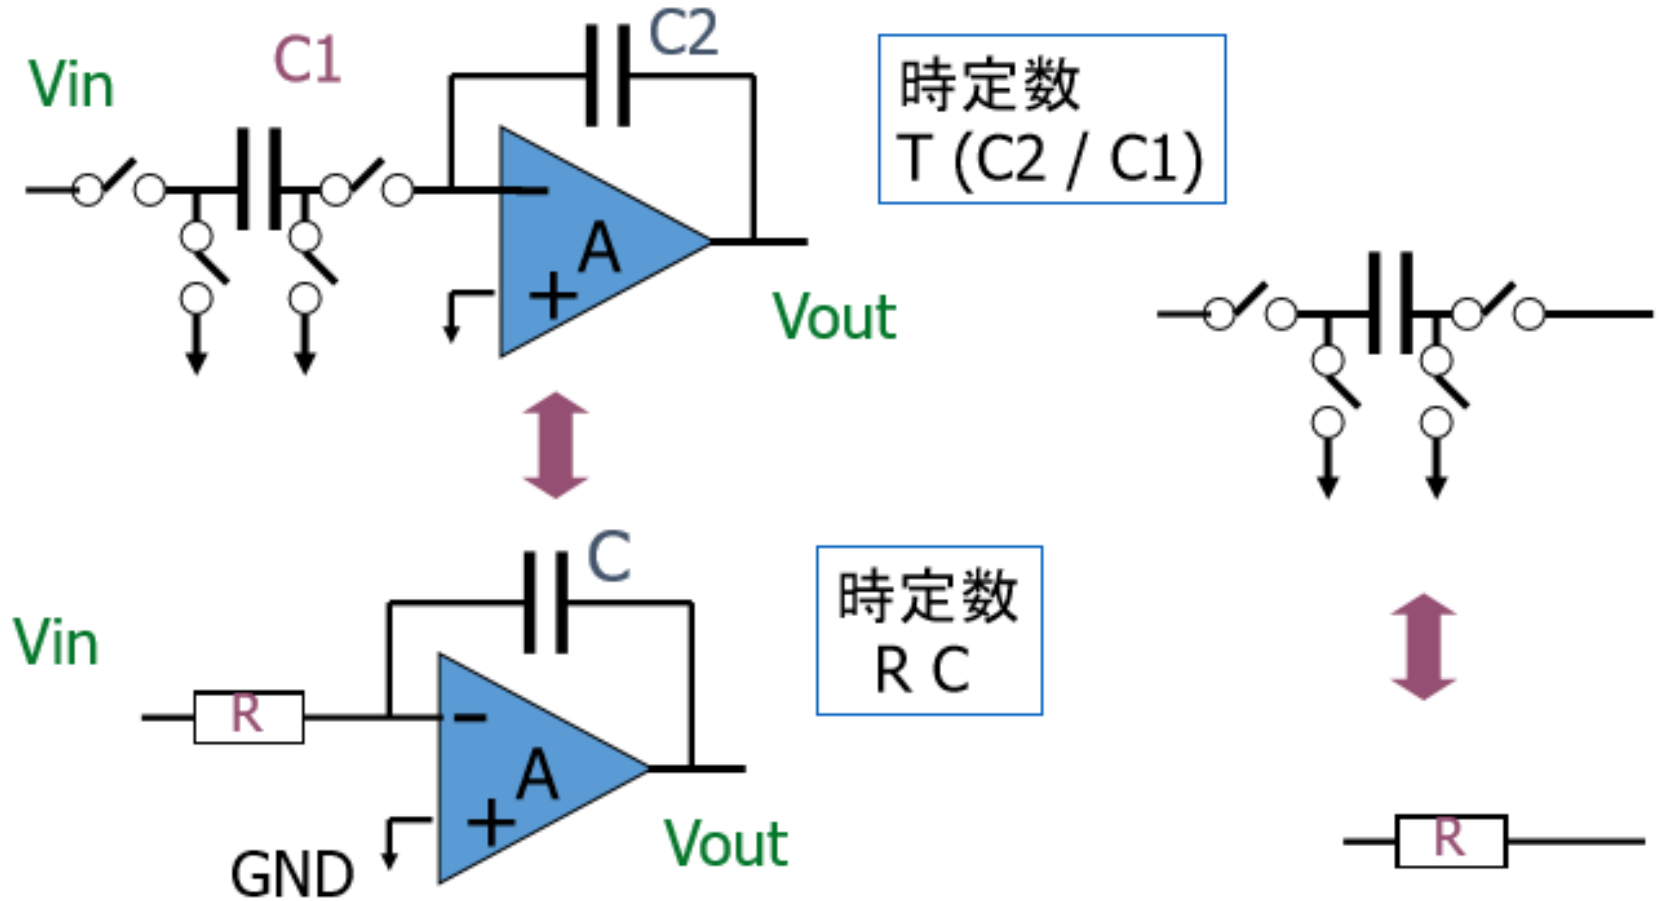 Vin
C1
C2
時定数
T (C2 / C1)
−
A
+
Vout
C
時定数
R C
Vin
R
−
A
+
GND
Vout
R